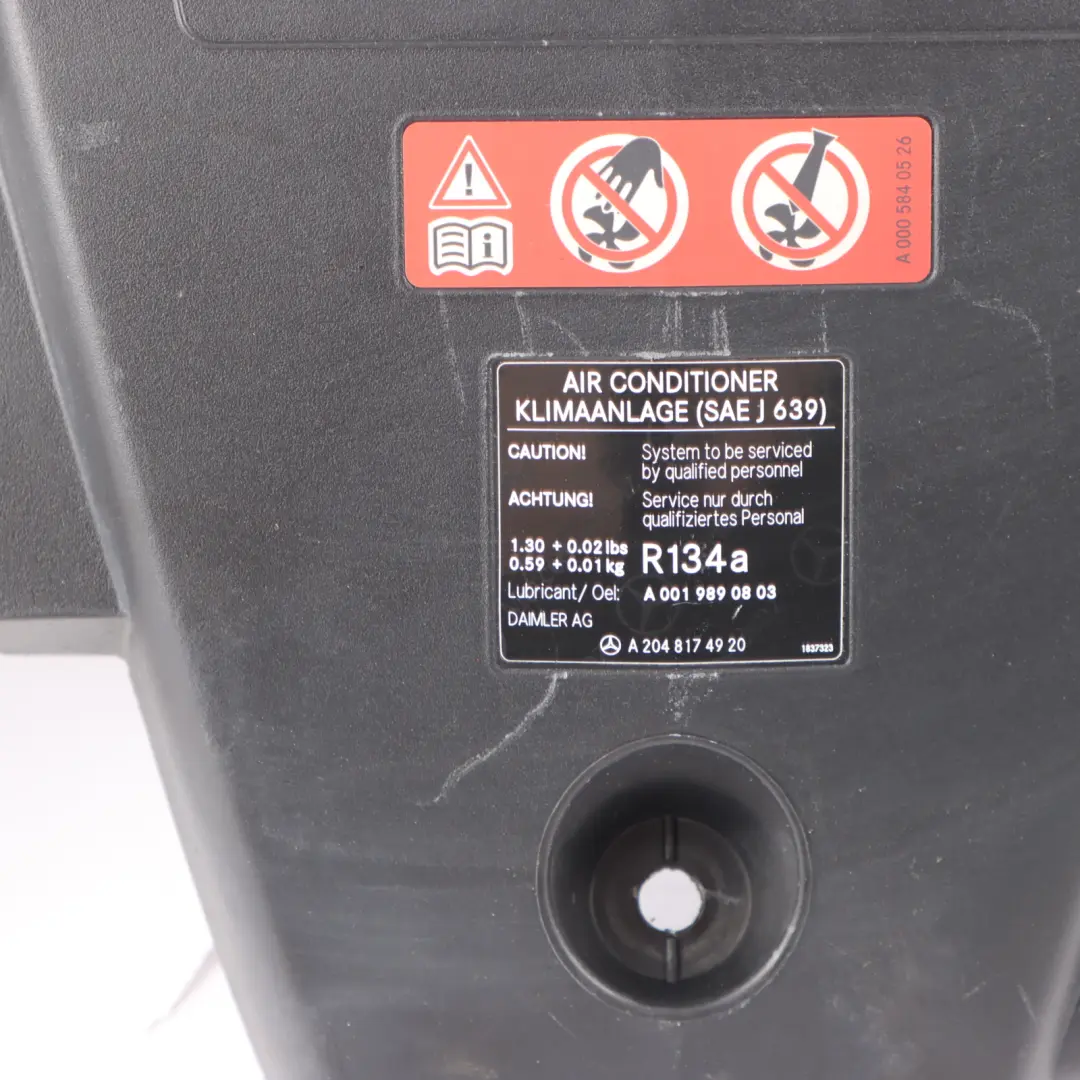 A 000 584 05 26
AIR CONDITIONER
KLIMAANLAGE (SAE J 639)
CAUTION! System to be serviced
by qualified personnel
ACHTUNG! Service nur durch
qualifiziertes Personal
1.30 + 0.02 lbs
0.59 + 0.01 kg R134a
Lubricant/ Oel: A 001 989 08 03
DAIMLER AG
A 204 817 49 20 1837323